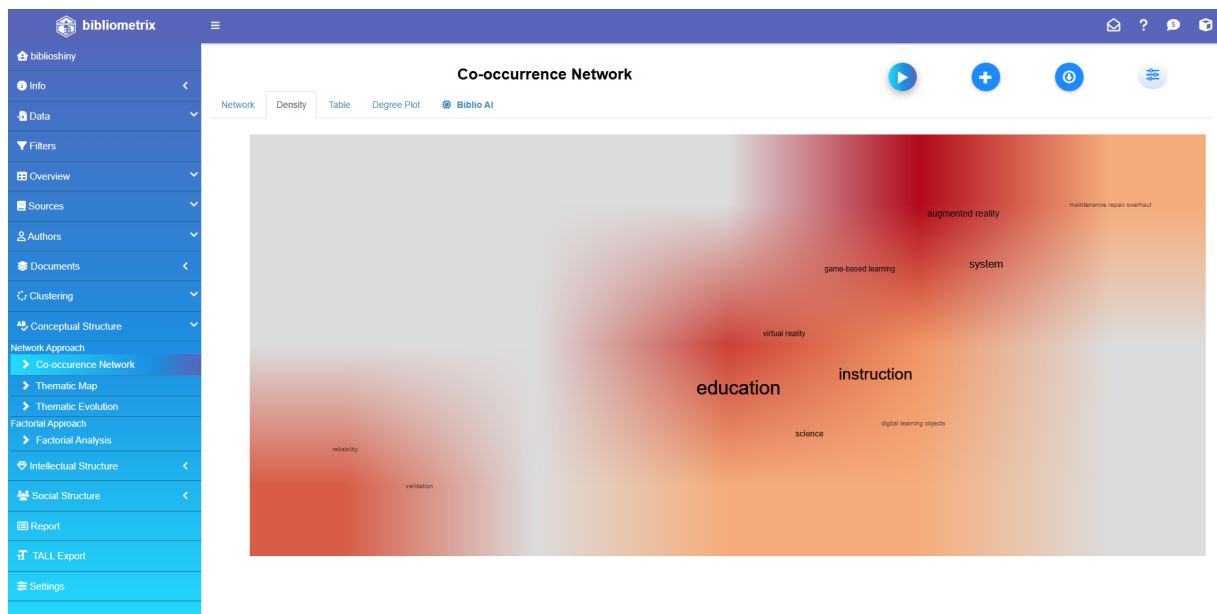 bibliometrix
biblioshiny
Info
Data
Filters
Overview
Sources
Authors
Documents
Clustering
Conceptual Structure
Network Approach
Co-occurence Network
Thematic Map
Thematic Evolution
Factorial Approach
Factorial Analysis
Intellectual Structure
Social Structure
Report
TALL Export
Settings
Co-occurrence Network
Network Density Table Degree Plot Biblio AI
maintenance repair overhaul
augmented reality
system
game-based learning
virtual reality
instruction
education
digital learning objects
science
reliability
validation